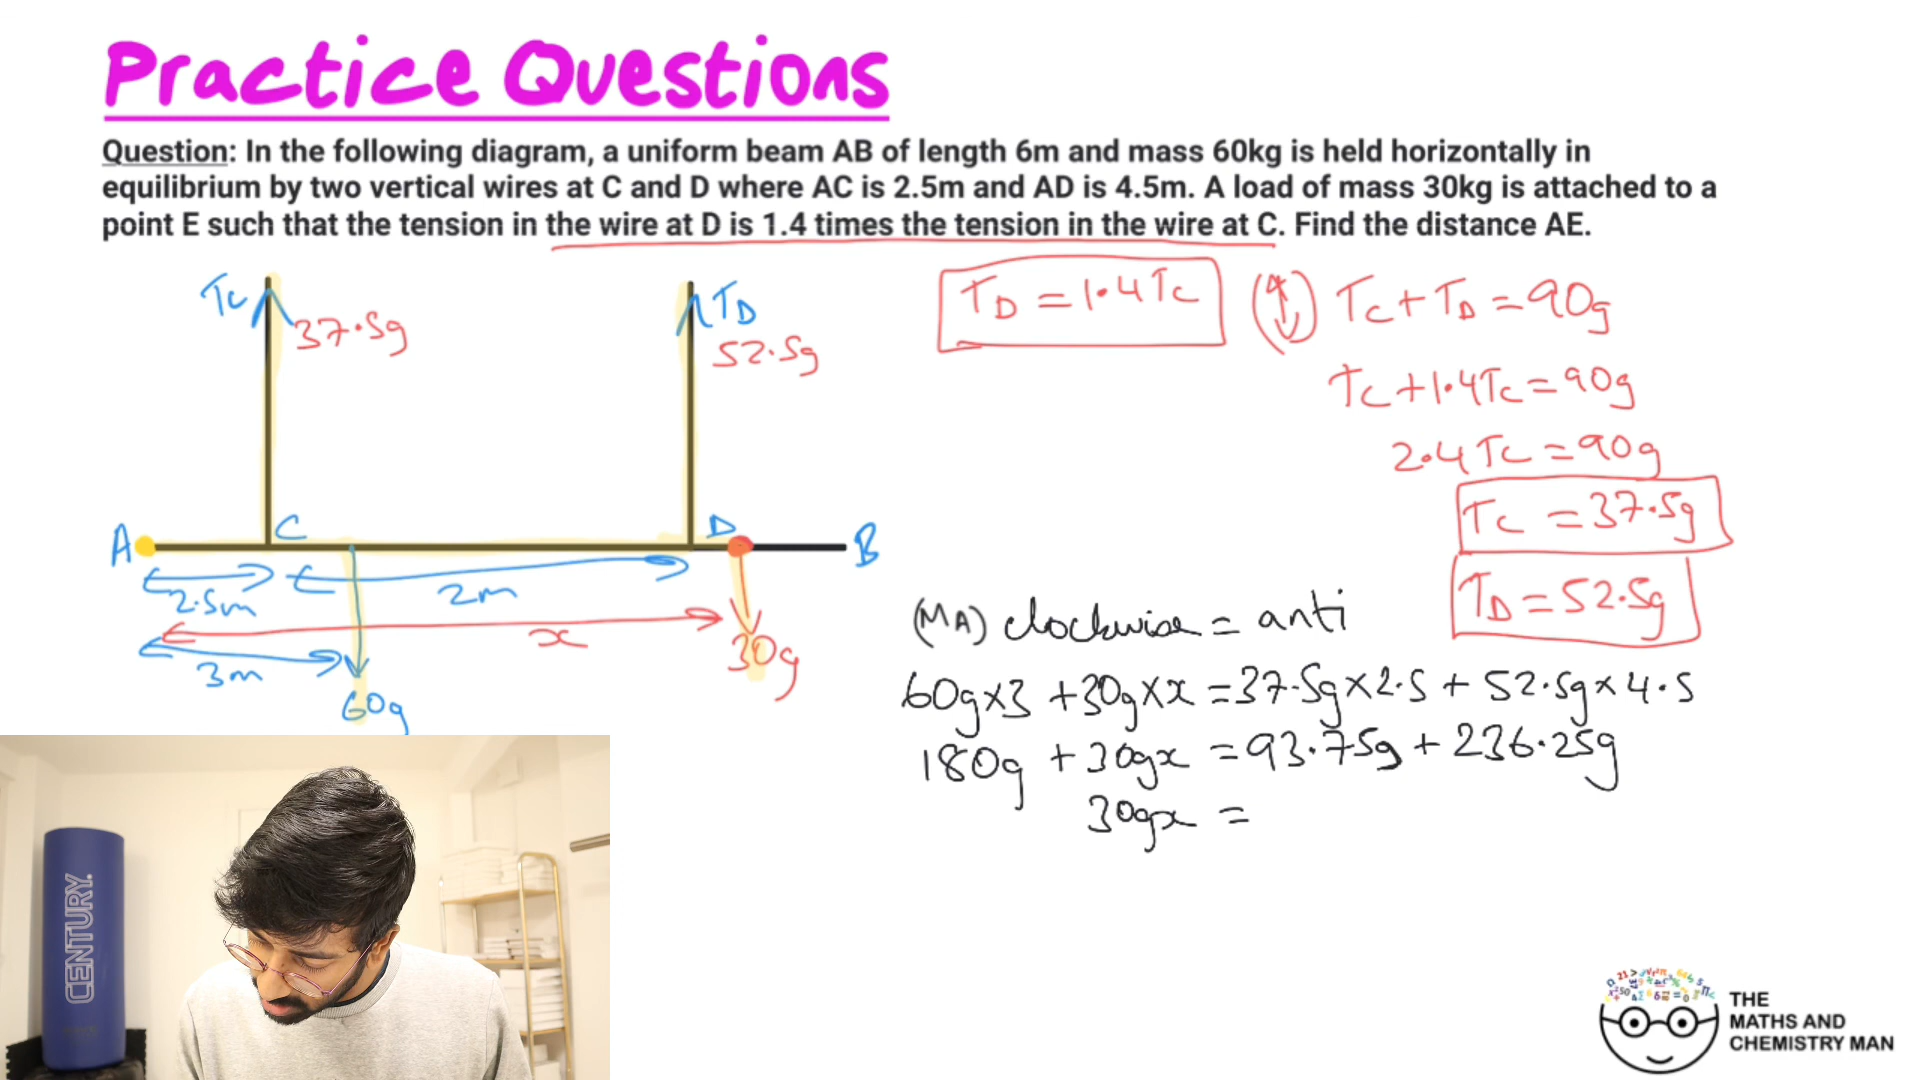 Practice Questions
Question: In the following diagram, a uniform beam AB of length 6m and mass 60kg is held horizontally in
equilibrium by two vertical wires at C and D where AC is 2.5m and AD is 4.5m. A load of mass 30kg is attached to a
point E such that the tension in the wire at D is 1.4 times the tension in the wire at C. Find the distance AE.
Tc
37.5g
TD
52.5g
TD = 1.4Tc
(↑↓) Tc + TD = 90g
Tc + 1.4Tc = 90g
2.4Tc = 90g
Tc = 37.5g
TD = 52.5g
A
C
D
B
2.5m
2m
x
3m
60g
30g
(MA) clockwise = anti
60g×3 + 30g×x = 37.5g×2.5 + 52.5g×4.5
180g + 30gx = 93.75g + 236.25g
30gx =
CENTURY.
THE
MATHS AND
CHEMISTRY MAN